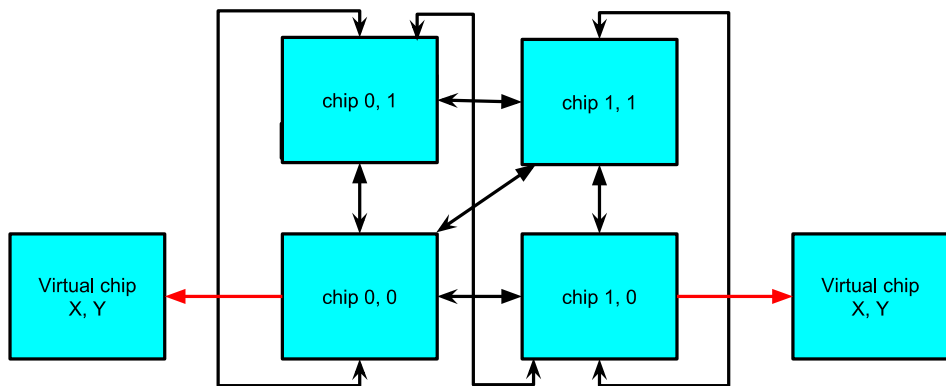 chip 0, 1
chip 1, 1
Virtual chip
X, Y
chip 0, 0
chip 1, 0
Virtual chip
X, Y